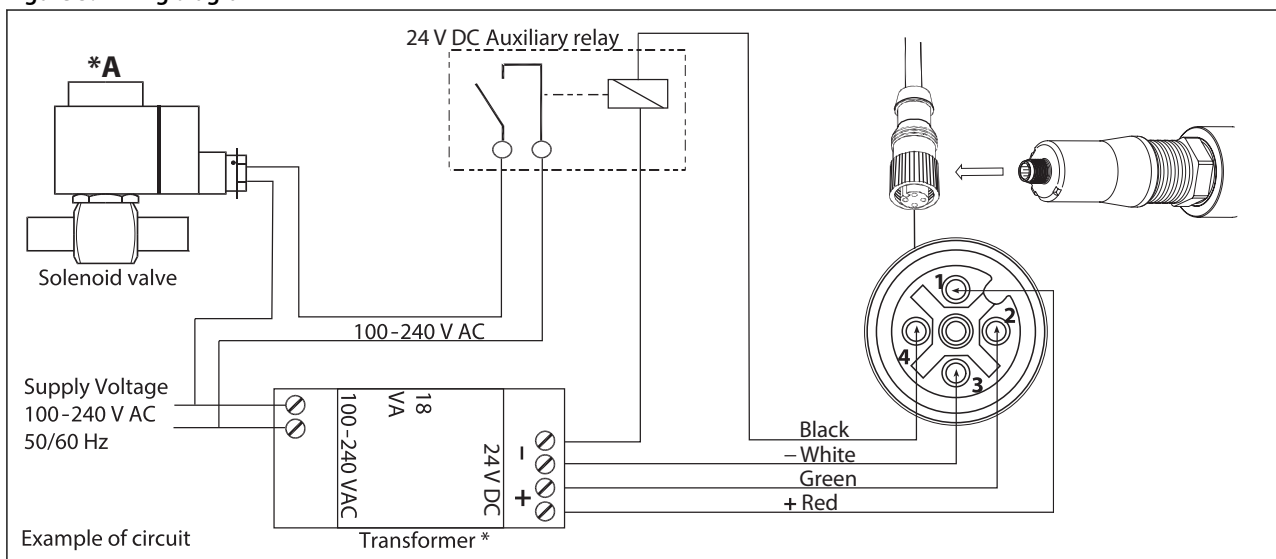 24 V DC Auxiliary relay
*A
Solenoid valve
100-240 V AC
Supply Voltage
100-240 V AC
50/60 Hz
18
VA
100-240 VAC
24 V DC
-
+
Transformer *
1
2
3
4
Black
- White
Green
+ Red
Example of circuit